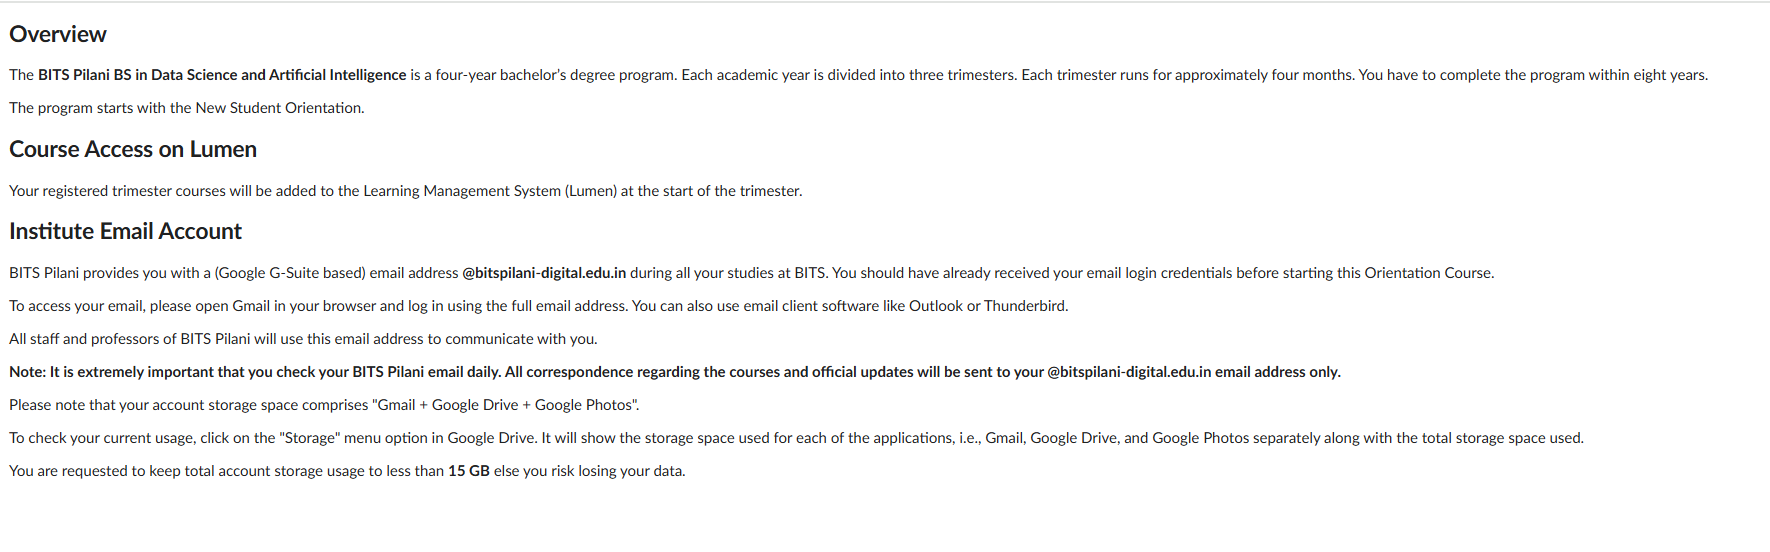 Overview
The BITS Pilani BS in Data Science and Artificial Intelligence is a four-year bachelor's degree program. Each academic year is divided into three trimesters. Each trimester runs for approximately four months. You have to complete the program within eight years.
The program starts with the New Student Orientation.
Course Access on Lumen
Your registered trimester courses will be added to the Learning Management System (Lumen) at the start of the trimester.
Institute Email Account
BITS Pilani provides you with a (Google G-Suite based) email address @bitspilani-digital.edu.in during all your studies at BITS. You should have already received your email login credentials before starting this Orientation Course.
To access your email, please open Gmail in your browser and log in using the full email address. You can also use email client software like Outlook or Thunderbird.
All staff and professors of BITS Pilani will use this email address to communicate with you.
Note: It is extremely important that you check your BITS Pilani email daily. All correspondence regarding the courses and official updates will be sent to your @bitspilani-digital.edu.in email address only.
Please note that your account storage space comprises "Gmail + Google Drive + Google Photos".
To check your current usage, click on the "Storage" menu option in Google Drive. It will show the storage space used for each of the applications, i.e., Gmail, Google Drive, and Google Photos separately along with the total storage space used.
You are requested to keep total account storage usage to less than 15 GB else you risk losing your data.